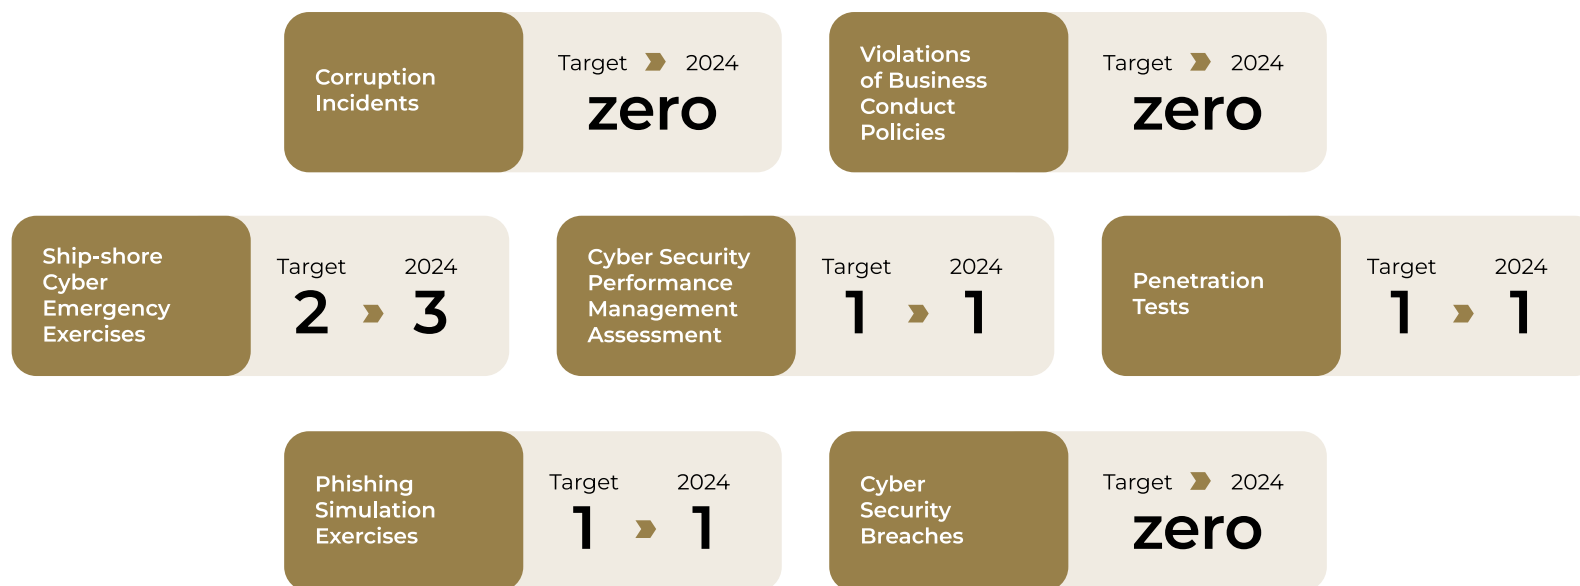 Corruption
Incidents
Target 2024
zero
Violations
of Business
Conduct
Policies
Target 2024
zero
Ship-shore
Cyber
Emergency
Exercises
Target 2024
2 3
Cyber Security
Performance
Management
Assessment
Target 2024
1 1
Penetration
Tests
Target 2024
1 1
Phishing
Simulation
Exercises
Target 2024
1 1
Cyber
Security
Breaches
Target 2024
zero